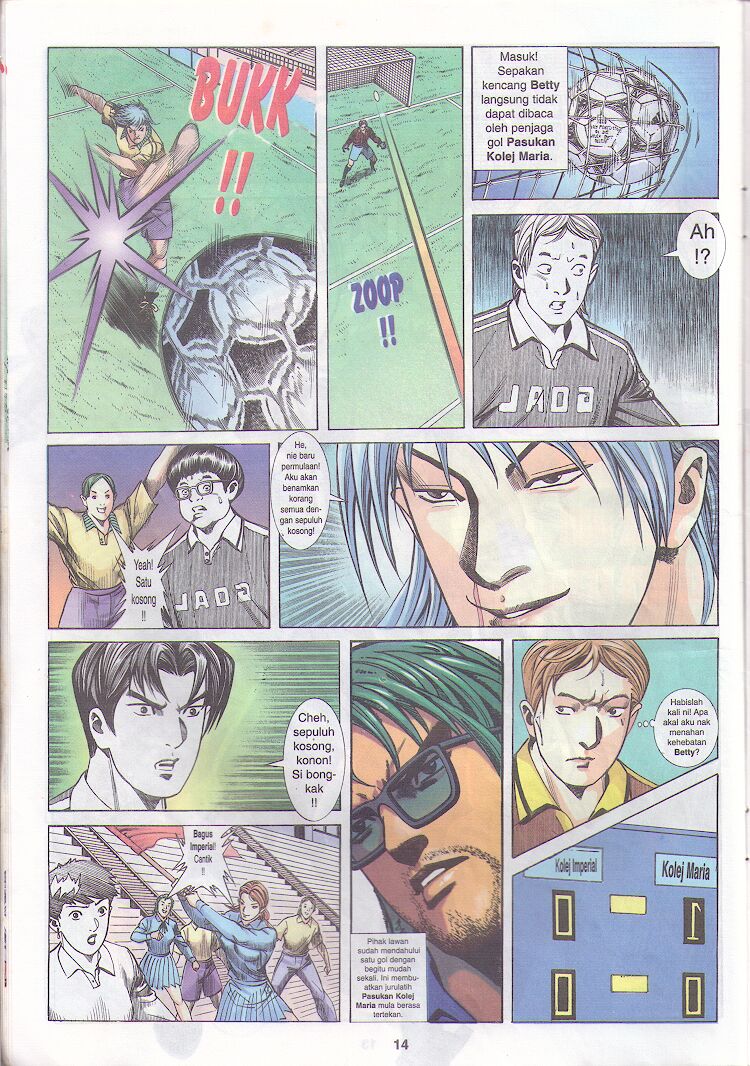 BUKK
!!
ZOOP
!!
Masuk!
Sepakan
kencang Betty
langsung tidak
dapat dibaca
oleh penjaga
gol Pasukan
Kolej Maria.
Ah
!?
JAOG
Yeah!
Satu
kosong
!!
JAOG
He,
nie baru
permulaan!
Aku akan
benamkan
korang
semua den-
gan sepuluh
kosong!
Cheh,
sepuluh
kosong,
konon!
Si bong-
kak
!!
Habislah
kali ni! Apa
akal aku nak
menahan
kehebatan
Betty?
Bagus
Imperial!
Cantik
!!
Pihak lawan
sudah mendahului
satu gol dengan
begitu mudah
sekali. Ini membu-
atkan jurulatih
Pasukan Kolej
Maria mula berasa
tertekan.
Kolej Imperial
Kolej Maria
0
1
0
0
14